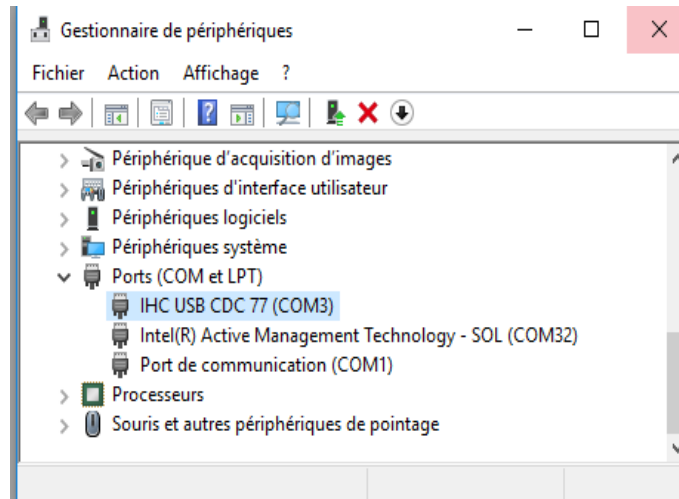 Gestionnaire de périphériques
Fichier Action Affichage ?
Périphérique d'acquisition d'images
Périphériques d'interface utilisateur
Périphériques logiciels
Périphériques système
Ports (COM et LPT)
IHC USB CDC 77 (COM3)
Intel(R) Active Management Technology - SOL (COM32)
Port de communication (COM1)
Processeurs
Souris et autres périphériques de pointage